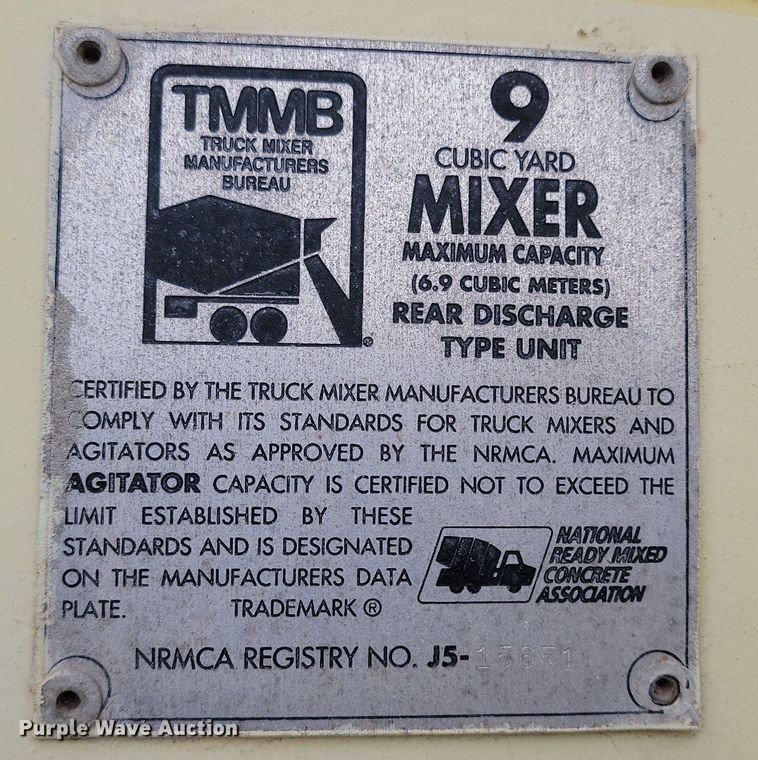 TMMB
TRUCK MIXER
MANUFACTURERS
BUREAU
®
9
CUBIC YARD
MIXER
MAXIMUM CAPACITY
(6.9 CUBIC METERS)
REAR DISCHARGE
TYPE UNIT
CERTIFIED BY THE TRUCK MIXER MANUFACTURERS BUREAU TO
COMPLY WITH ITS STANDARDS FOR TRUCK MIXERS AND
AGITATORS AS APPROVED BY THE NRMCA. MAXIMUM
AGITATOR CAPACITY IS CERTIFIED NOT TO EXCEED THE
LIMIT ESTABLISHED BY THESE
STANDARDS AND IS DESIGNATED
ON THE MANUFACTURERS DATA
PLATE. TRADEMARK ®
NATIONAL
READY MIXED
CONCRETE
ASSOCIATION
NRMCA REGISTRY NO. J5-
Purple Wave Auction